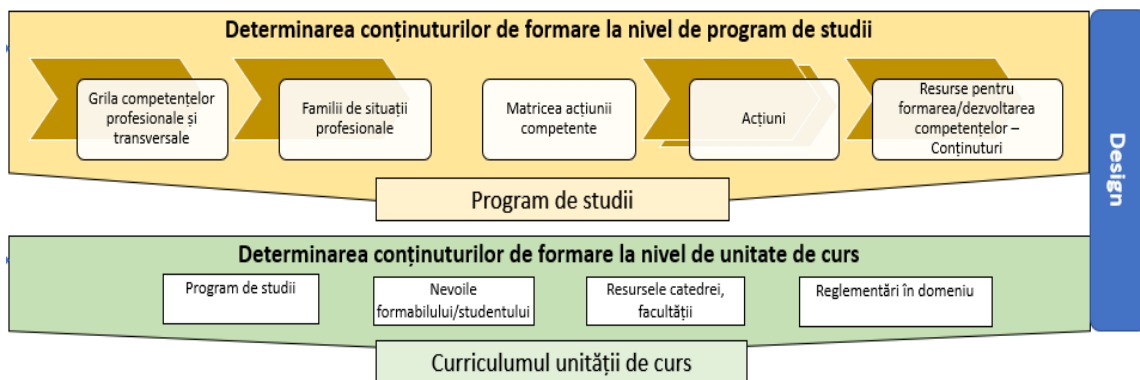 Determinarea conținuturilor de formare la nivel de program de studii
Grila competențelor
profesionale și
transversale
Familii de situații
profesionale
Matricea acțiunii
competente
Acțiuni
Resurse pentru
formarea/dezvoltarea
competențelor –
Conținuturi
Program de studii
Determinarea conținuturilor de formare la nivel de unitate de curs
Program de studii
Nevoile
formabilului/studentului
Resursele catedrei,
facultății
Reglementări în domeniu
Curriculumul unității de curs
Design